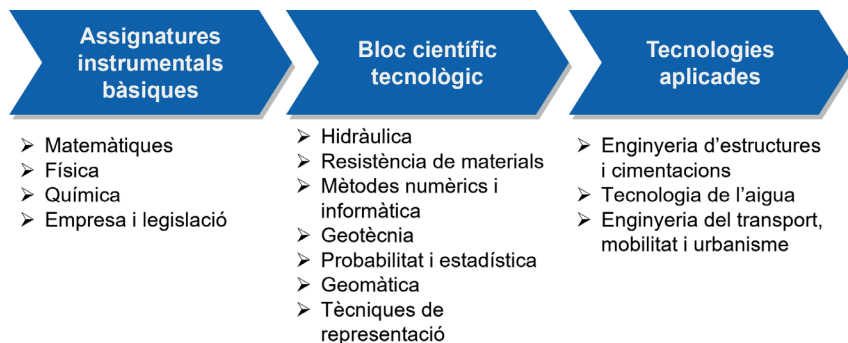 Assignatures
instrumentals
bàsiques
➢ Matemàtiques
➢ Física
➢ Química
➢ Empresa i legislació
Bloc científic
tecnològic
➢ Hidràulica
➢ Resistència de materials
➢ Mètodes numèrics i
informàtica
➢ Geotècnia
➢ Probabilitat i estadística
➢ Geomàtica
➢ Tècniques de
representació
Tecnologies
aplicades
➢ Enginyeria d’estructures
i cimentacions
➢ Tecnologia de l’aigua
➢ Enginyeria del transport,
mobilitat i urbanisme